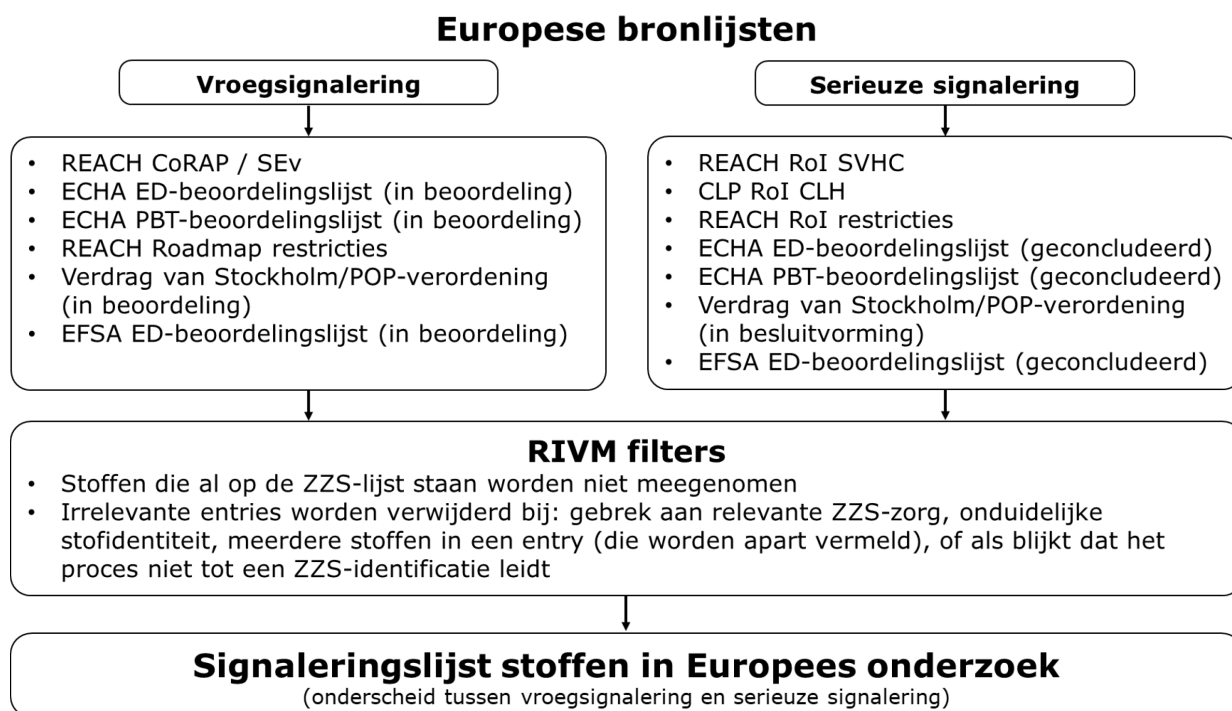 Europese bronlijsten
Vroegsignalering
• REACH CoRAP / SEv
• ECHA ED-beoordelingslijst (in beoordeling)
• ECHA PBT-beoordelingslijst (in beoordeling)
• REACH Roadmap restricties
• Verdrag van Stockholm/POP-verordening
(in beoordeling)
• EFSA ED-beoordelingslijst (in beoordeling)
Serieuze signalering
• REACH RoI SVHC
• CLP RoI CLH
• REACH RoI restricties
• ECHA ED-beoordelingslijst (geconcludeerd)
• ECHA PBT-beoordelingslijst (geconcludeerd)
• Verdrag van Stockholm/POP-verordening
(in besluitvorming)
• EFSA ED-beoordelingslijst (geconcludeerd)
RIVM filters
• Stoffen die al op de ZZS-lijst staan worden niet meegenomen
• Irrelevante entries worden verwijderd bij: gebrek aan relevante ZZS-zorg, onduidelijke
stofidentiteit, meerdere stoffen in een entry (die worden apart vermeld), of als blijkt dat het
proces niet tot een ZZS-identificatie leidt
Signaleringslijst stoffen in Europees onderzoek
(onderscheid tussen vroegsignalering en serieuze signalering)